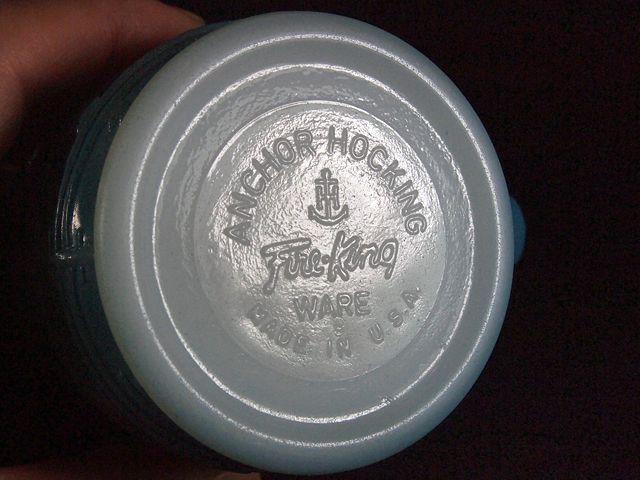 ANCHOR HOCKING
Fire-King
WARE
MADE IN U.S.A.